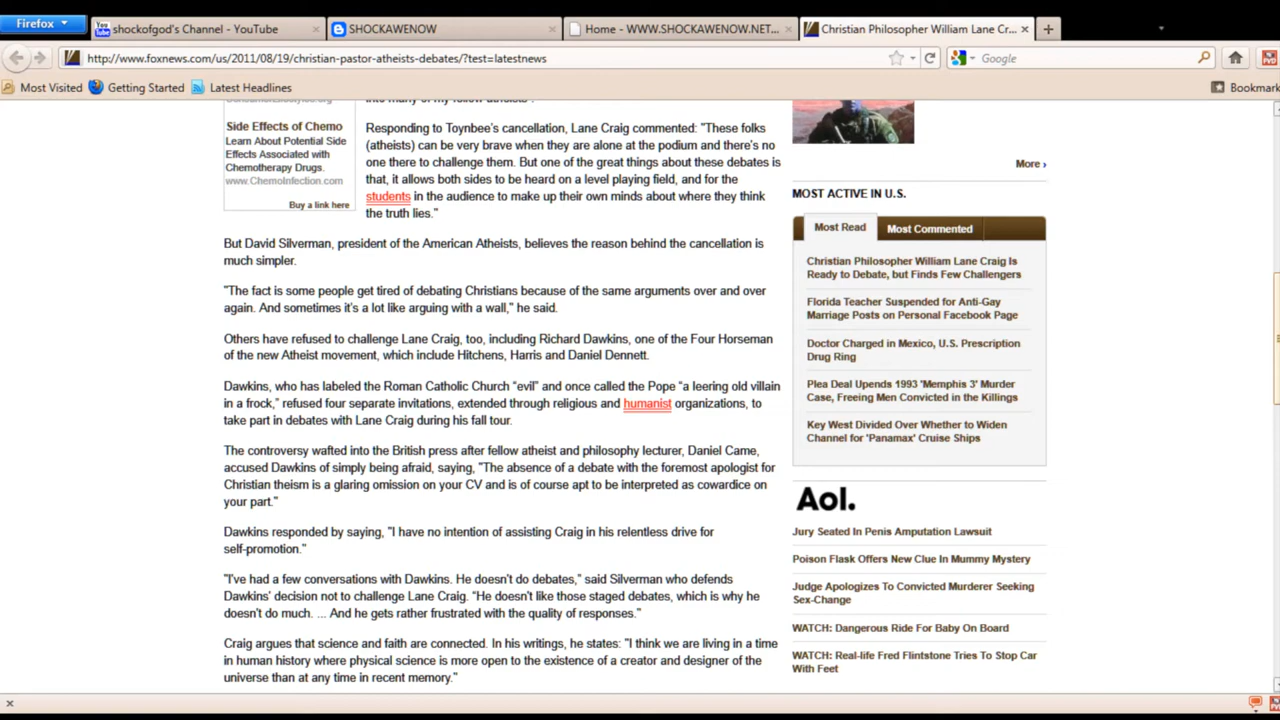 Firefox
shockofgod's Channel - YouTube
SHOCKAWENOW
Home - WWW.SHOCKAWENOW.NET...
Christian Philosopher William Lane Cr...
http://www.foxnews.com/us/2011/08/19/christian-pastor-atheists-debates/?test=latestnews
Google
Most Visited
Getting Started
Latest Headlines
Bookmark
Side Effects of Chemo
Learn About Potential Side
Effects Associated with
Chemotherapy Drugs.
www.ChemoInfection.com
Buy a link here
into many of my fellow atheists".
Responding to Toynbee's cancellation, Lane Craig commented: "These folks
(atheists) can be very brave when they are alone at the podium and there's no
one there to challenge them. But one of the great things about these debates is
that, it allows both sides to be heard on a level playing field, and for the
students in the audience to make up their own minds about where they think
the truth lies."
But David Silverman, president of the American Atheists, believes the reason behind the cancellation is
much simpler.
"The fact is some people get tired of debating Christians because of the same arguments over and over
again. And sometimes it's a lot like arguing with a wall," he said.
Others have refused to challenge Lane Craig, too, including Richard Dawkins, one of the Four Horseman
of the new Atheist movement, which include Hitchens, Harris and Daniel Dennett.
Dawkins, who has labeled the Roman Catholic Church “evil” and once called the Pope “a leering old villain
in a frock,” refused four separate invitations, extended through religious and humanist organizations, to
take part in debates with Lane Craig during his fall tour.
The controversy wafted into the British press after fellow atheist and philosophy lecturer, Daniel Came,
accused Dawkins of simply being afraid, saying, "The absence of a debate with the foremost apologist for
Christian theism is a glaring omission on your CV and is of course apt to be interpreted as cowardice on
your part."
Dawkins responded by saying, "I have no intention of assisting Craig in his relentless drive for
self-promotion."
"I've had a few conversations with Dawkins. He doesn't do debates,” said Silverman who defends
Dawkins' decision not to challenge Lane Craig. “He doesn't like those staged debates, which is why he
doesn't do much. ... And he gets rather frustrated with the quality of responses."
Craig argues that science and faith are connected. In his writings, he states: "I think we are living in a time
in human history where physical science is more open to the existence of a creator and designer of the
universe than at any time in recent memory."
More ›
MOST ACTIVE IN U.S.
Most Read
Most Commented
Christian Philosopher William Lane Craig Is
Ready to Debate, but Finds Few Challengers
Florida Teacher Suspended for Anti-Gay
Marriage Posts on Personal Facebook Page
Doctor Charged in Mexico, U.S. Prescription
Drug Ring
Plea Deal Upends 1993 'Memphis 3' Murder
Case, Freeing Men Convicted in the Killings
Key West Divided Over Whether to Widen
Channel for 'Panamax' Cruise Ships
Aol.
Jury Seated In Penis Amputation Lawsuit
Poison Flask Offers New Clue In Mummy Mystery
Judge Apologizes To Convicted Murderer Seeking
Sex-Change
WATCH: Dangerous Ride For Baby On Board
WATCH: Real-life Fred Flintstone Tries To Stop Car
With Feet